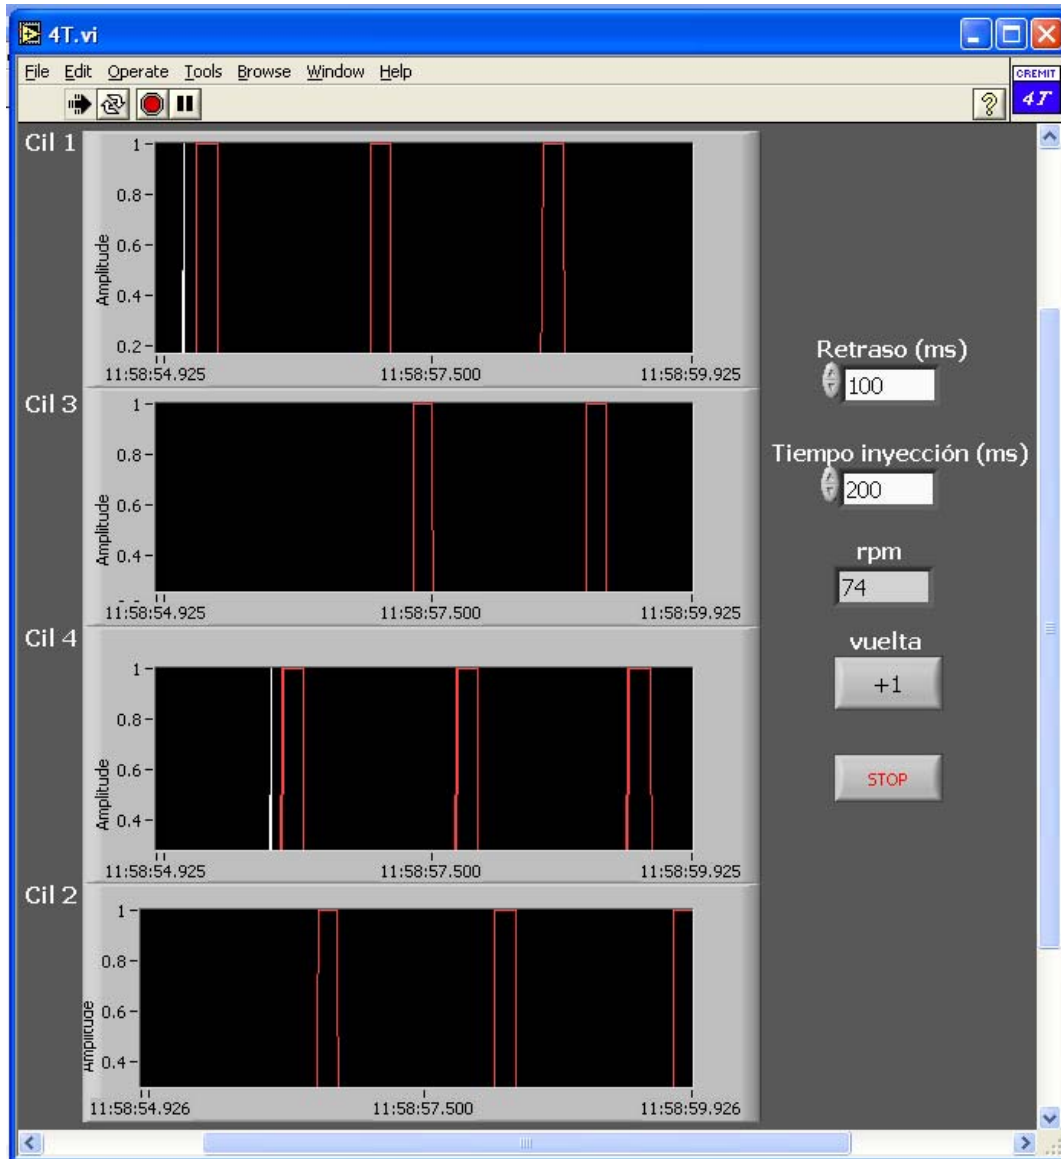 4T.vi
File Edit Operate Tools Browse Window Help
CREMIT
4T
Cil 1
1
0.8
0.6
0.4
0.2
Amplitude
11:58:54.925 11:58:57.500 11:58:59.925
Cil 3
1
0.8
0.6
0.4
Amplitude
11:58:54.925 11:58:57.500 11:58:59.925
Cil 4
1
0.8
0.6
0.4
Amplitude
11:58:54.925 11:58:57.500 11:58:59.925
Cil 2
1
0.8
0.6
0.4
Amplitude
11:58:54.926 11:58:57.500 11:58:59.926
Retraso (ms)
100
Tiempo inyección (ms)
200
rpm
74
vuelta
+1
STOP